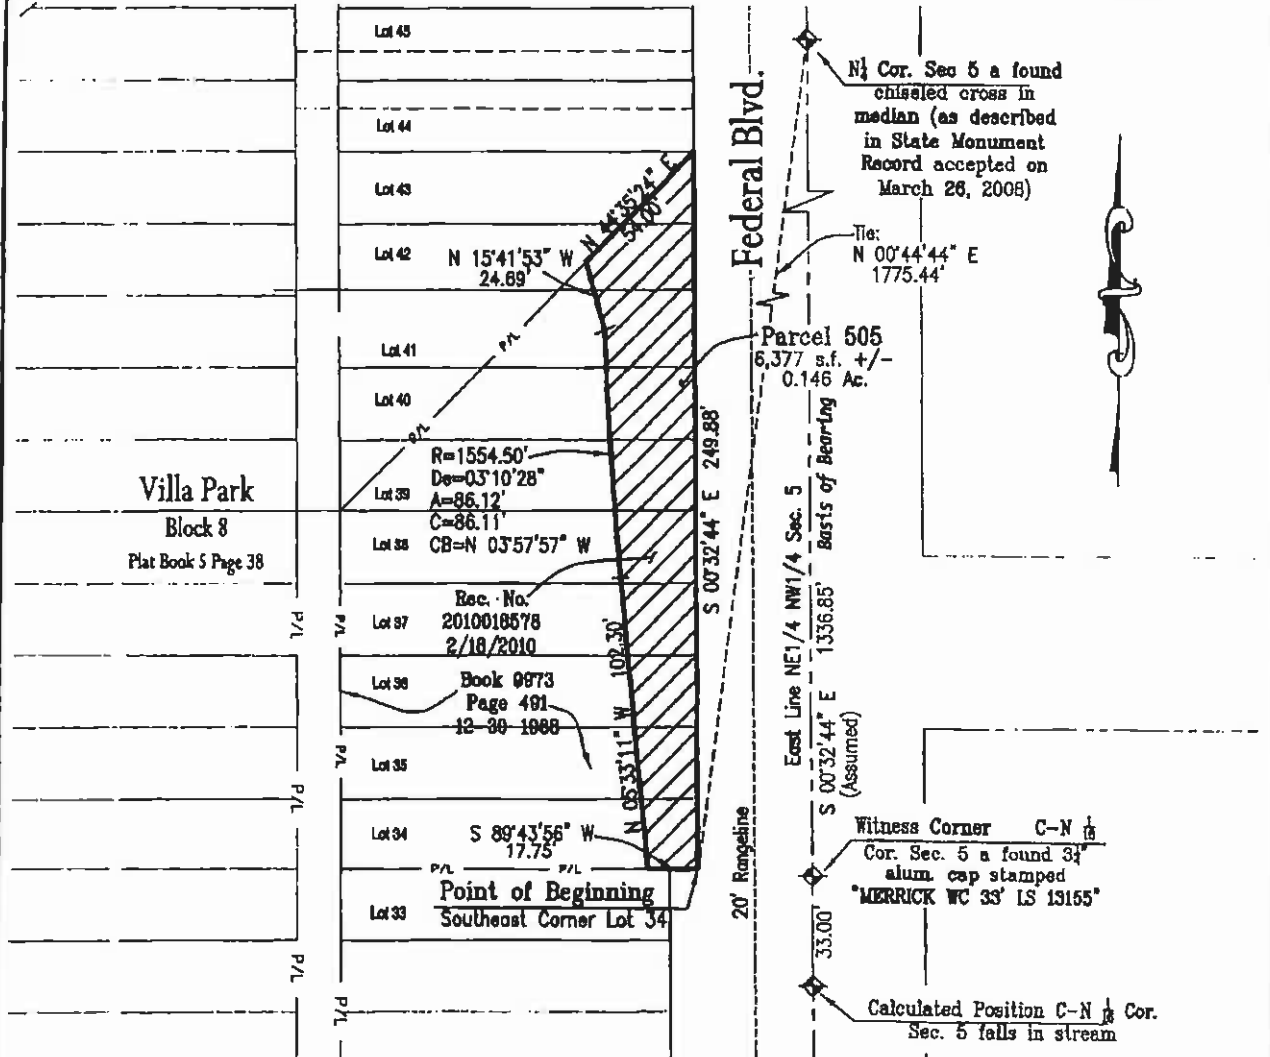 Lot 45
N¼ Cor. Sec 5 a found
chiseled cross in
median (as described
in State Monument
Record accepted on
March 26, 2008)
Federal Blvd.
Lot 44
Lot 43
N 44°35'24" E
54.00'
Lot 42
N 15°41'53" W
24.69'
Tie:
N 00°44'44" E
1775.44'
P/L
Lot 41
Parcel 505
6,377 s.f. +/-
0.146 Ac.
Lot 40
P/L
S 00°32'44" E 249.88'
R=1554.50'
De=03°10'28"
A=86.12'
C=86.11'
CB=N 03°57'57" W
Lot 39
Lot 38
Villa Park
Block 8
Plat Book 5 Page 38
East Line NE1/4 NW1/4 Sec. 5
S 00°32'44" E 1336.85' Basis of Bearing
(Assumed)
Rec. No.
2010018578
2/18/2010
P/L
P/L
Lot 37
N 05°33'11" W 102.30'
Lot 36
Book 9973
Page 491
12-30-1988
P/L
Lot 35
P/L
Lot 34
S 89°43'56" W
17.75'
P/L P/L
20' Rangeline
Witness Corner C-N 1/16
Cor. Sec. 5 a found 3¼"
alum. cap stamped
"MERRICK WC 33' LS 13155"
Point of Beginning
Southeast Corner Lot 34
Lot 33
33.00'
P/L
P/L
Calculated Position C-N 1/16 Cor.
Sec. 5 falls in stream